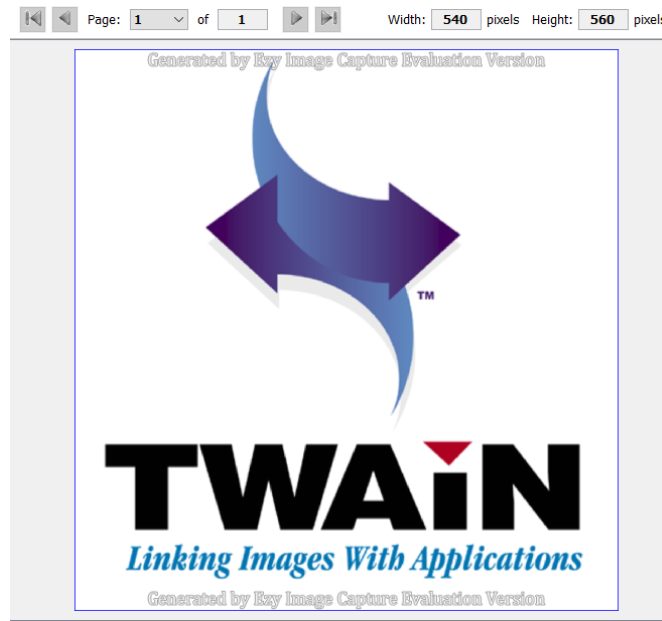 Page: 1 of 1 Width: 540 pixels Height: 560 pixels
Generated by Ezy Image Capture Evaluation Version
TM
TWAiN
Linking Images With Applications
Generated by Ezy Image Capture Evaluation Version